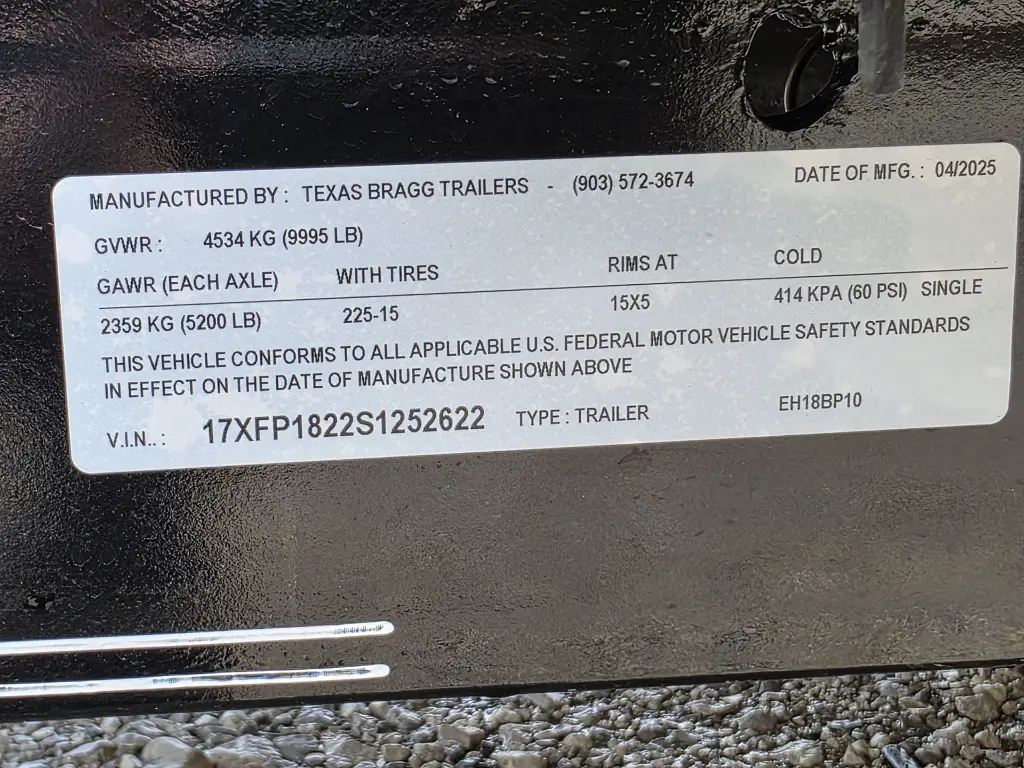 MANUFACTURED BY : TEXAS BRAGG TRAILERS - (903) 572-3674 DATE OF MFG. : 04/2025
GVWR : 4534 KG (9995 LB)
GAWR (EACH AXLE) WITH TIRES RIMS AT COLD
2359 KG (5200 LB) 225-15 15X5 414 KPA (60 PSI) SINGLE
THIS VEHICLE CONFORMS TO ALL APPLICABLE U.S. FEDERAL MOTOR VEHICLE SAFETY STANDARDS
IN EFFECT ON THE DATE OF MANUFACTURE SHOWN ABOVE
V.I.N.. : 17XFP1822S1252622 TYPE : TRAILER EH18BP10